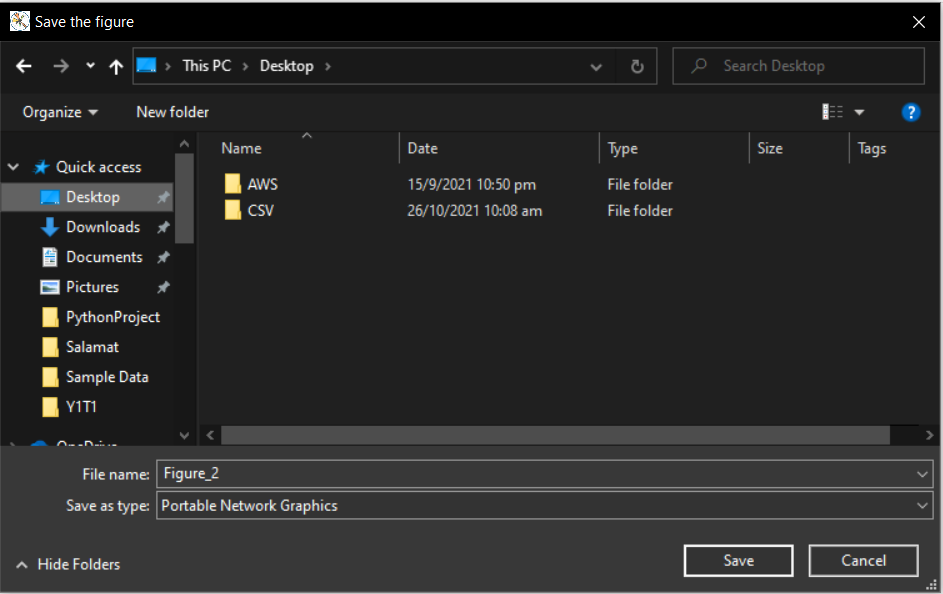 Save the figure
This PC > Desktop >
Search Desktop
Organize
New folder
?
Name Date Type Size Tags
AWS 15/9/2021 10:50 pm File folder
CSV 26/10/2021 10:08 am File folder
Quick access
Desktop
Downloads
Documents
Pictures
PythonProject
Salamat
Sample Data
Y1T1
OneDrive
File name: Figure_2
Save as type: Portable Network Graphics
Hide Folders
Save
Cancel